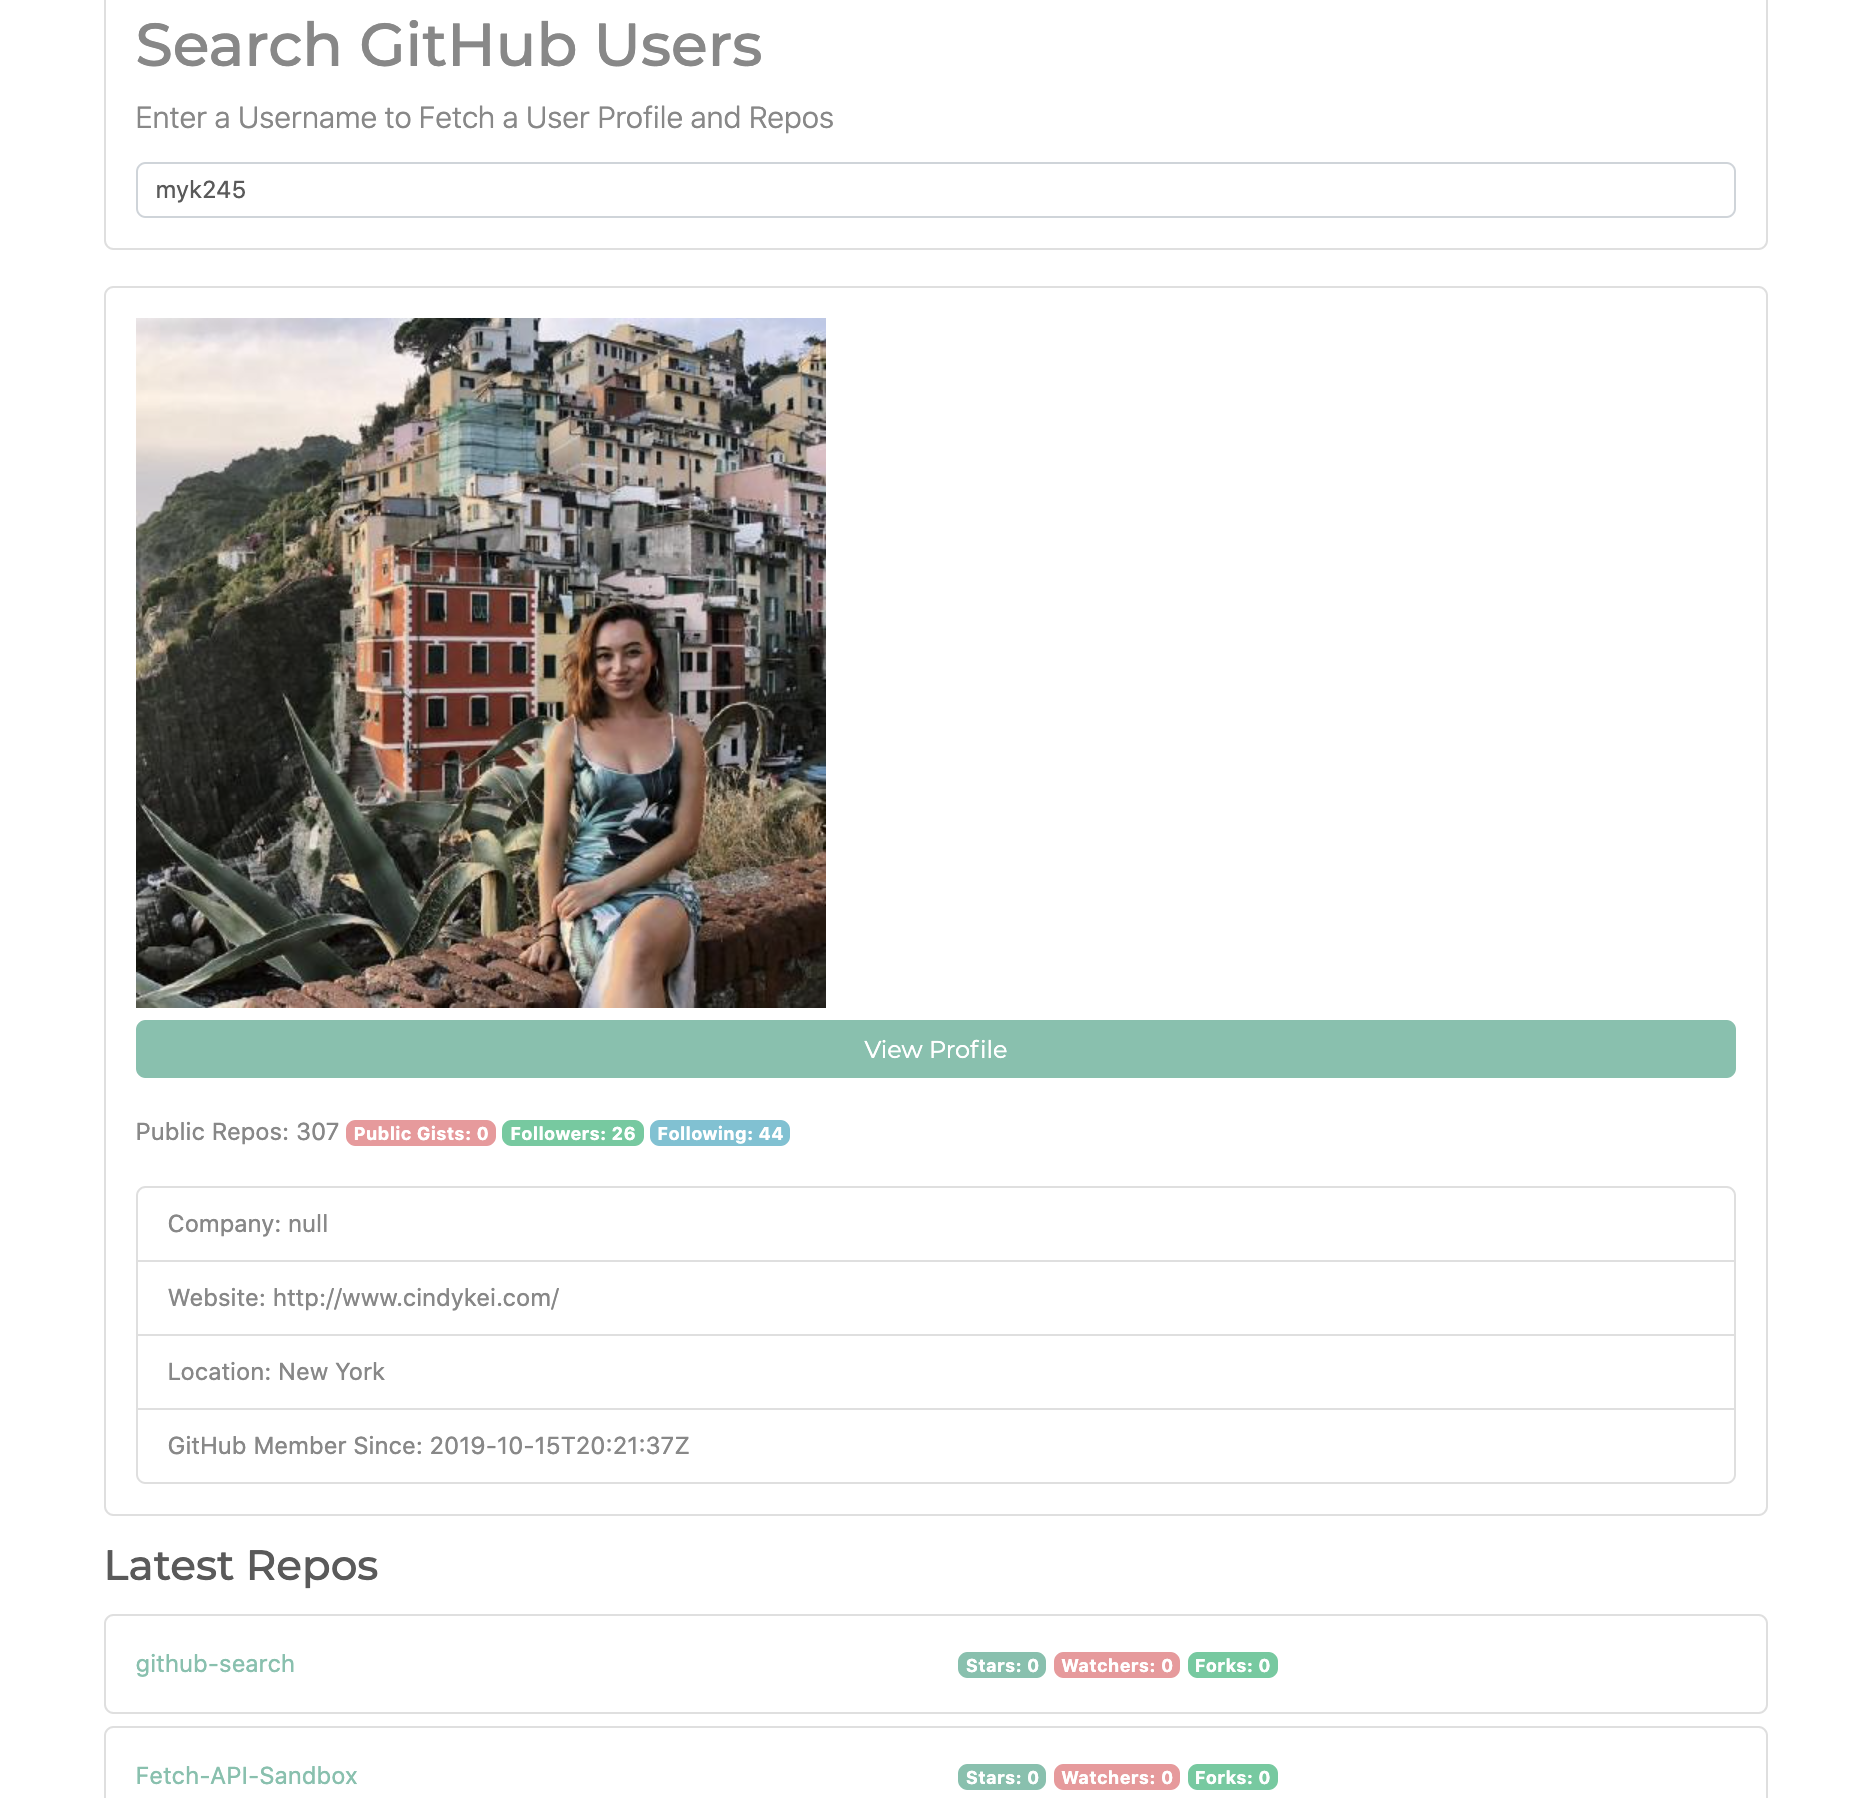 Search GitHub Users
Enter a Username to Fetch a User Profile and Repos
myk245
View Profile
Public Repos: 307 Public Gists: 0 Followers: 26 Following: 44
Company: null
Website: http://www.cindykei.com/
Location: New York
GitHub Member Since: 2019-10-15T20:21:37Z
Latest Repos
github-search Stars: 0 Watchers: 0 Forks: 0
Fetch-API-Sandbox Stars: 0 Watchers: 0 Forks: 0